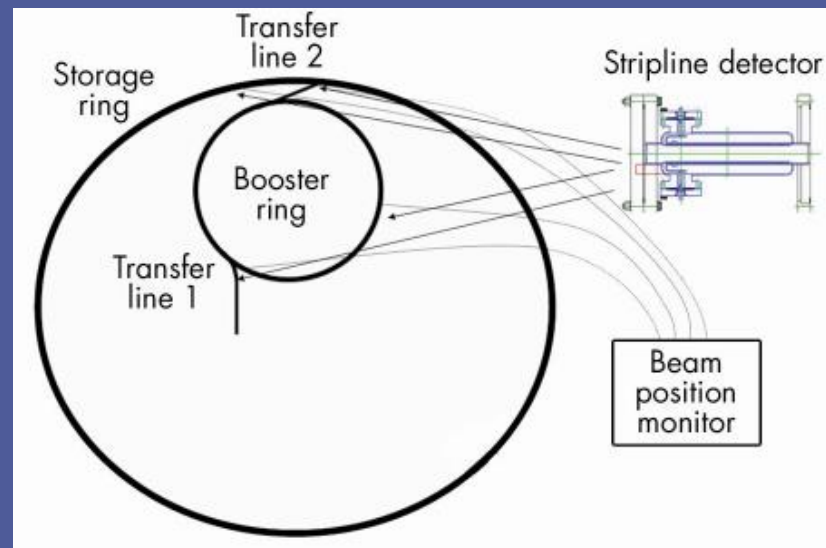 Transfer
line 2
Storage
ring
Stripline detector
Booster
ring
Transfer
line 1
Beam
position
monitor